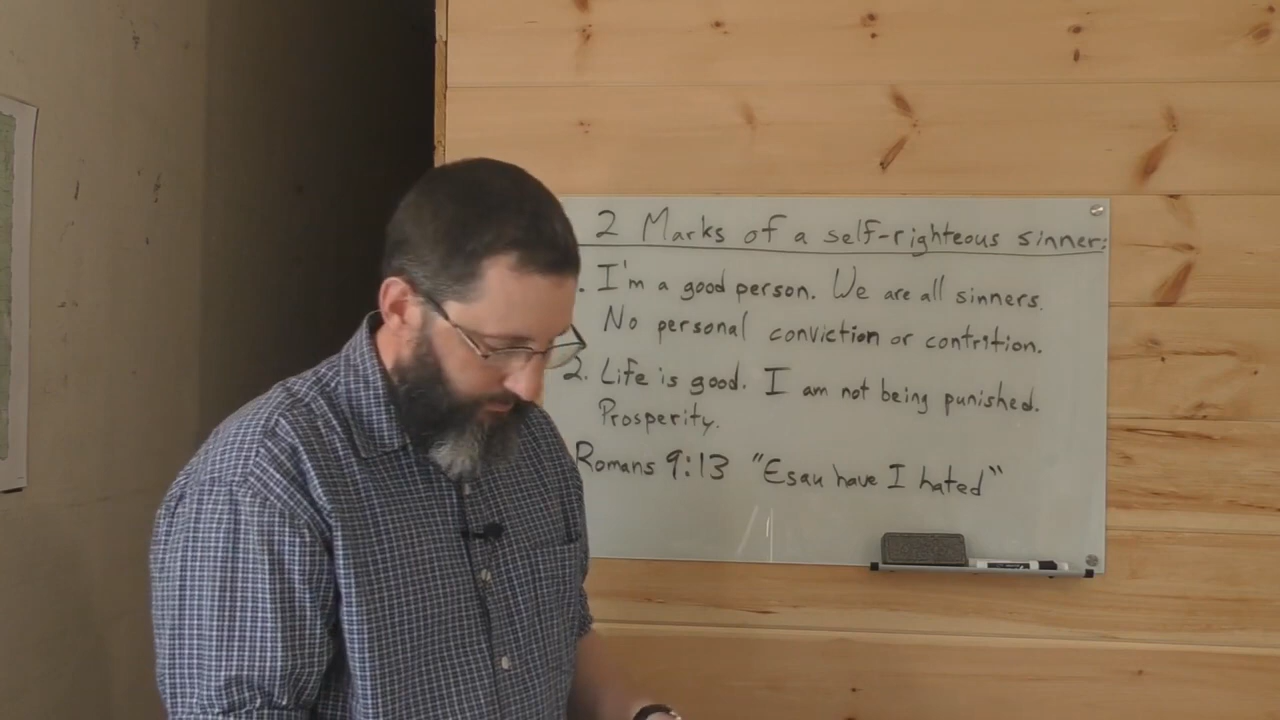 2 Marks of a self-righteous sinner:
. I'm a good person. We are all sinners.
No personal conviction or contrition.
2. Life is good. I am not being punished.
Prosperity.
Romans 9:13 "Esau have I hated"